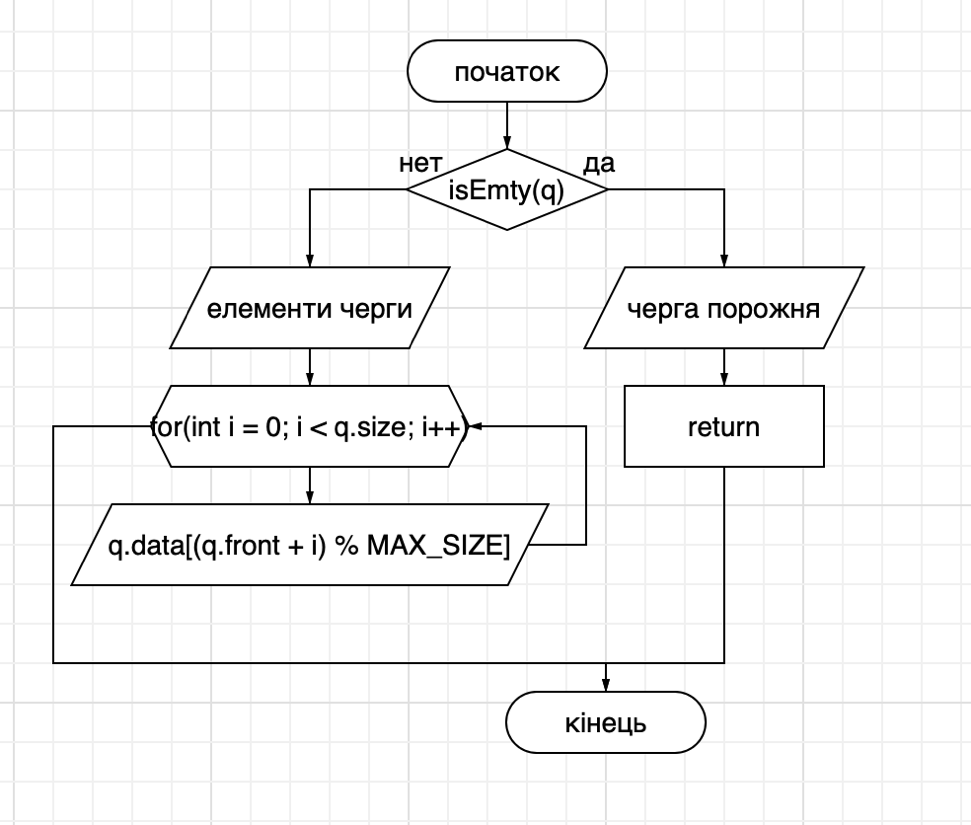 початок
нет
да
isEmty(q)
елементи черги
черга порожня
for(int i = 0; i < q.size; i++)
return
q.data[(q.front + i) % MAX_SIZE]
кінець